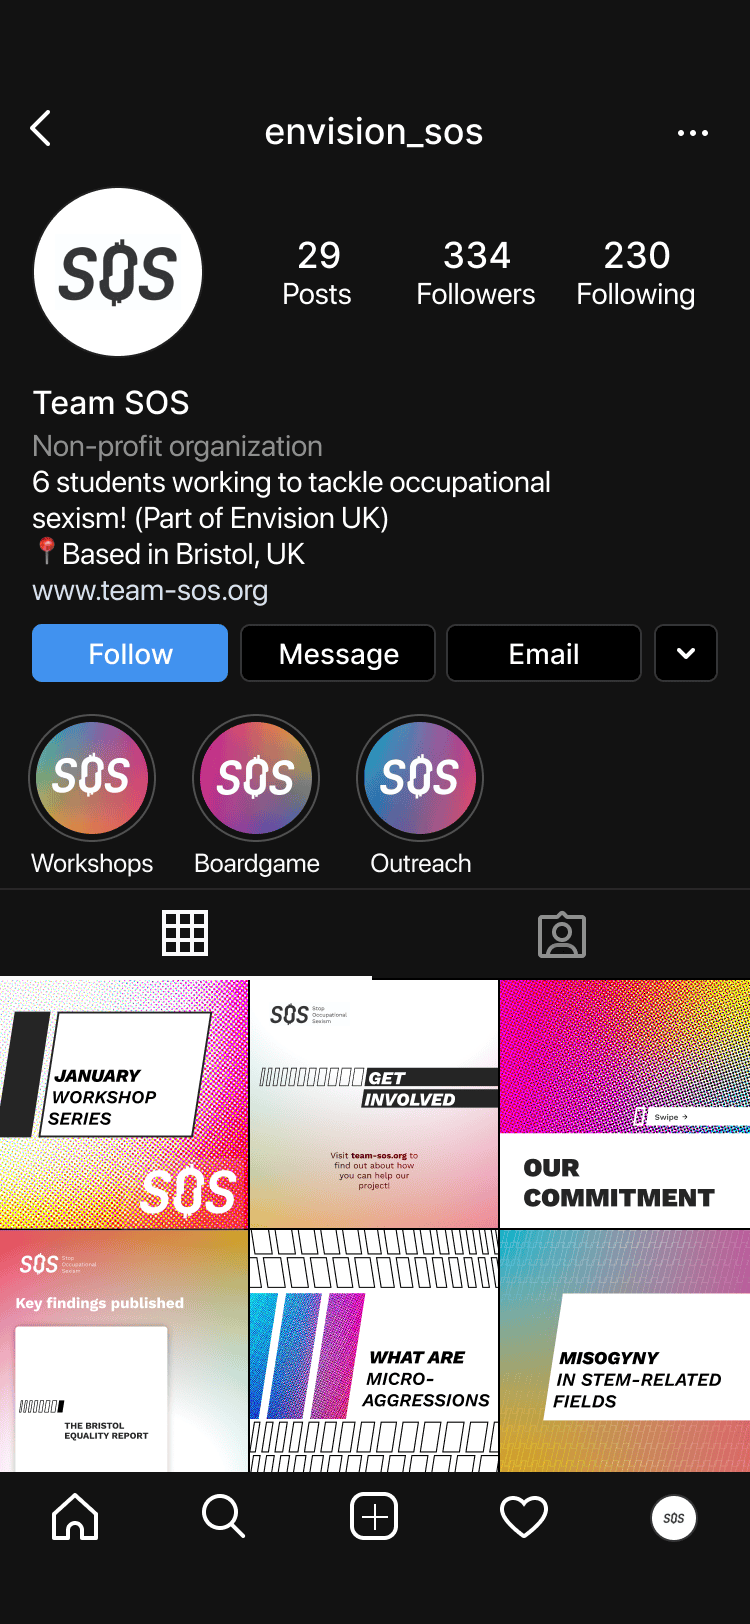 envision_sos
SOS
29
334
230
Posts
Followers
Following
Team SOS
Non-profit organization
6 students working to tackle occupational
sexism! (Part of Envision UK)
📍Based in Bristol, UK
www.team-sos.org
Follow
Message
Email
SOS
SOS
SOS
Workshops
Boardgame
Outreach
JANUARY
WORKSHOP
SERIES
SOS
SOS
Stop
Occupational
Sexism
GET
INVOLVED
Visit team-sos.org to
find out about how
you can help our
project!
Swipe →
OUR
COMMITMENT
SOS
Stop
Occupational
Sexism
Key findings published
THE BRISTOL
EQUALITY REPORT
WHAT ARE
MICRO-
AGGRESSIONS
MISOGYNY
IN STEM-RELATED
FIELDS
SOS